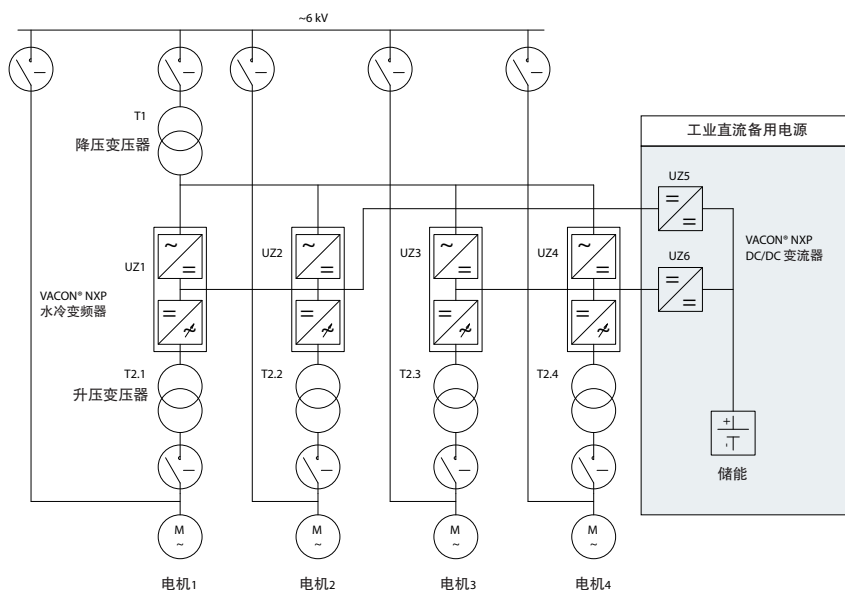 ~6 kV
T1
降压变压器
工业直流备用电源
UZ5
UZ1
UZ2
UZ3
UZ4
VACON® NXP
DC/DC 变流器
UZ6
VACON® NXP
水冷变频器
T2.1
T2.2
T2.3
T2.4
升压变压器
储能
M
~
M
~
M
~
M
~
电机1
电机2
电机3
电机4